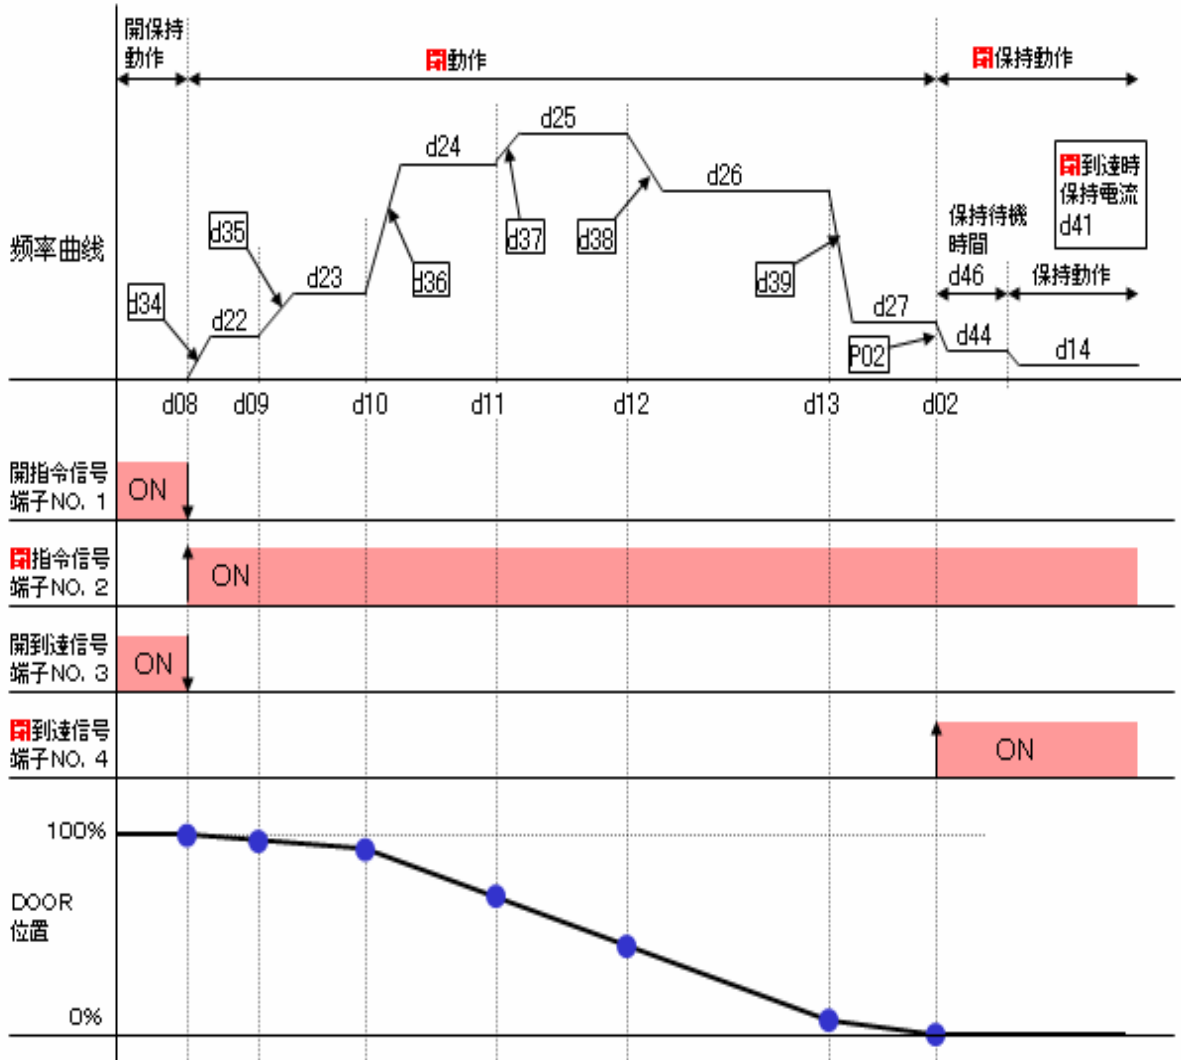 開保持
動作
閉動作
閉保持動作
d25
d24
d26
閉到達時
保持電流
d41
d35
d37
d38
保持待機
時間
d46
保持動作
频率曲线
d23
d36
d39
d34
d22
d27
P02
d44
d14
d08
d09
d10
d11
d12
d13
d02
開指令信号
端子NO. 1
ON
閉指令信号
端子NO. 2
ON
開到達信号
端子NO. 3
ON
閉到達信号
端子NO. 4
ON
100%
DOOR
位置
0%